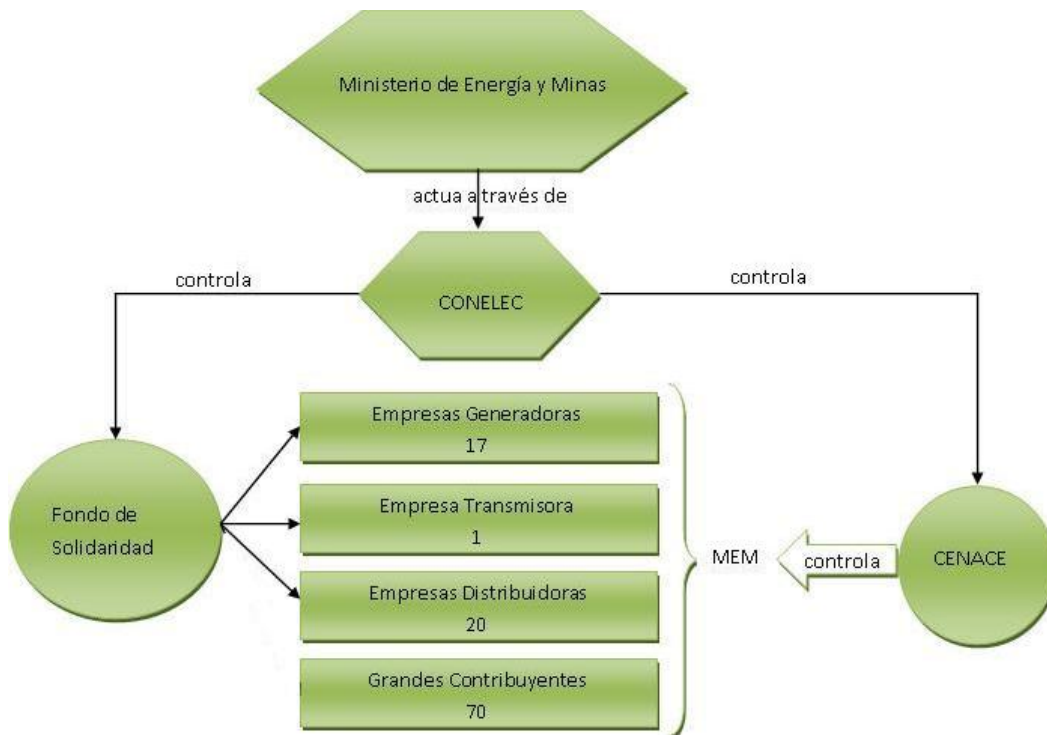 Ministerio de Energía y Minas
actua a través de
controla
controla
CONELEC
Empresas Generadoras
17
Fondo de
Solidaridad
Empresa Transmisora
1
MEM
controla
CENACE
Empresas Distribuidoras
20
Grandes Contribuyentes
70